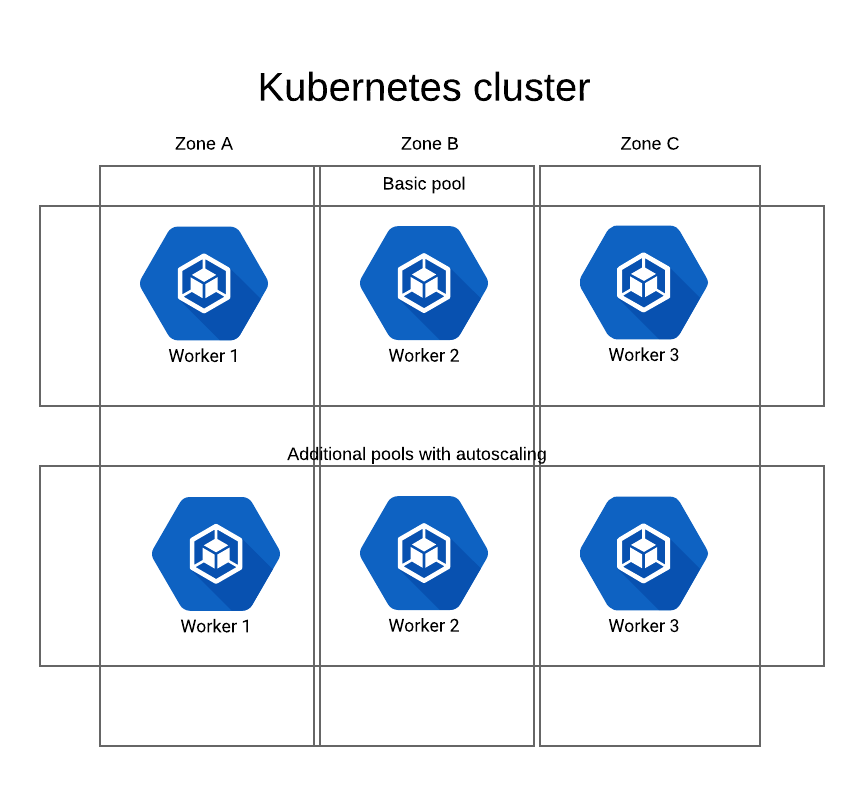 Kubernetes cluster
Zone A
Zone B
Zone C
Basic pool
Worker 1
Worker 2
Worker 3
Additional pools with autoscaling
Worker 1
Worker 2
Worker 3